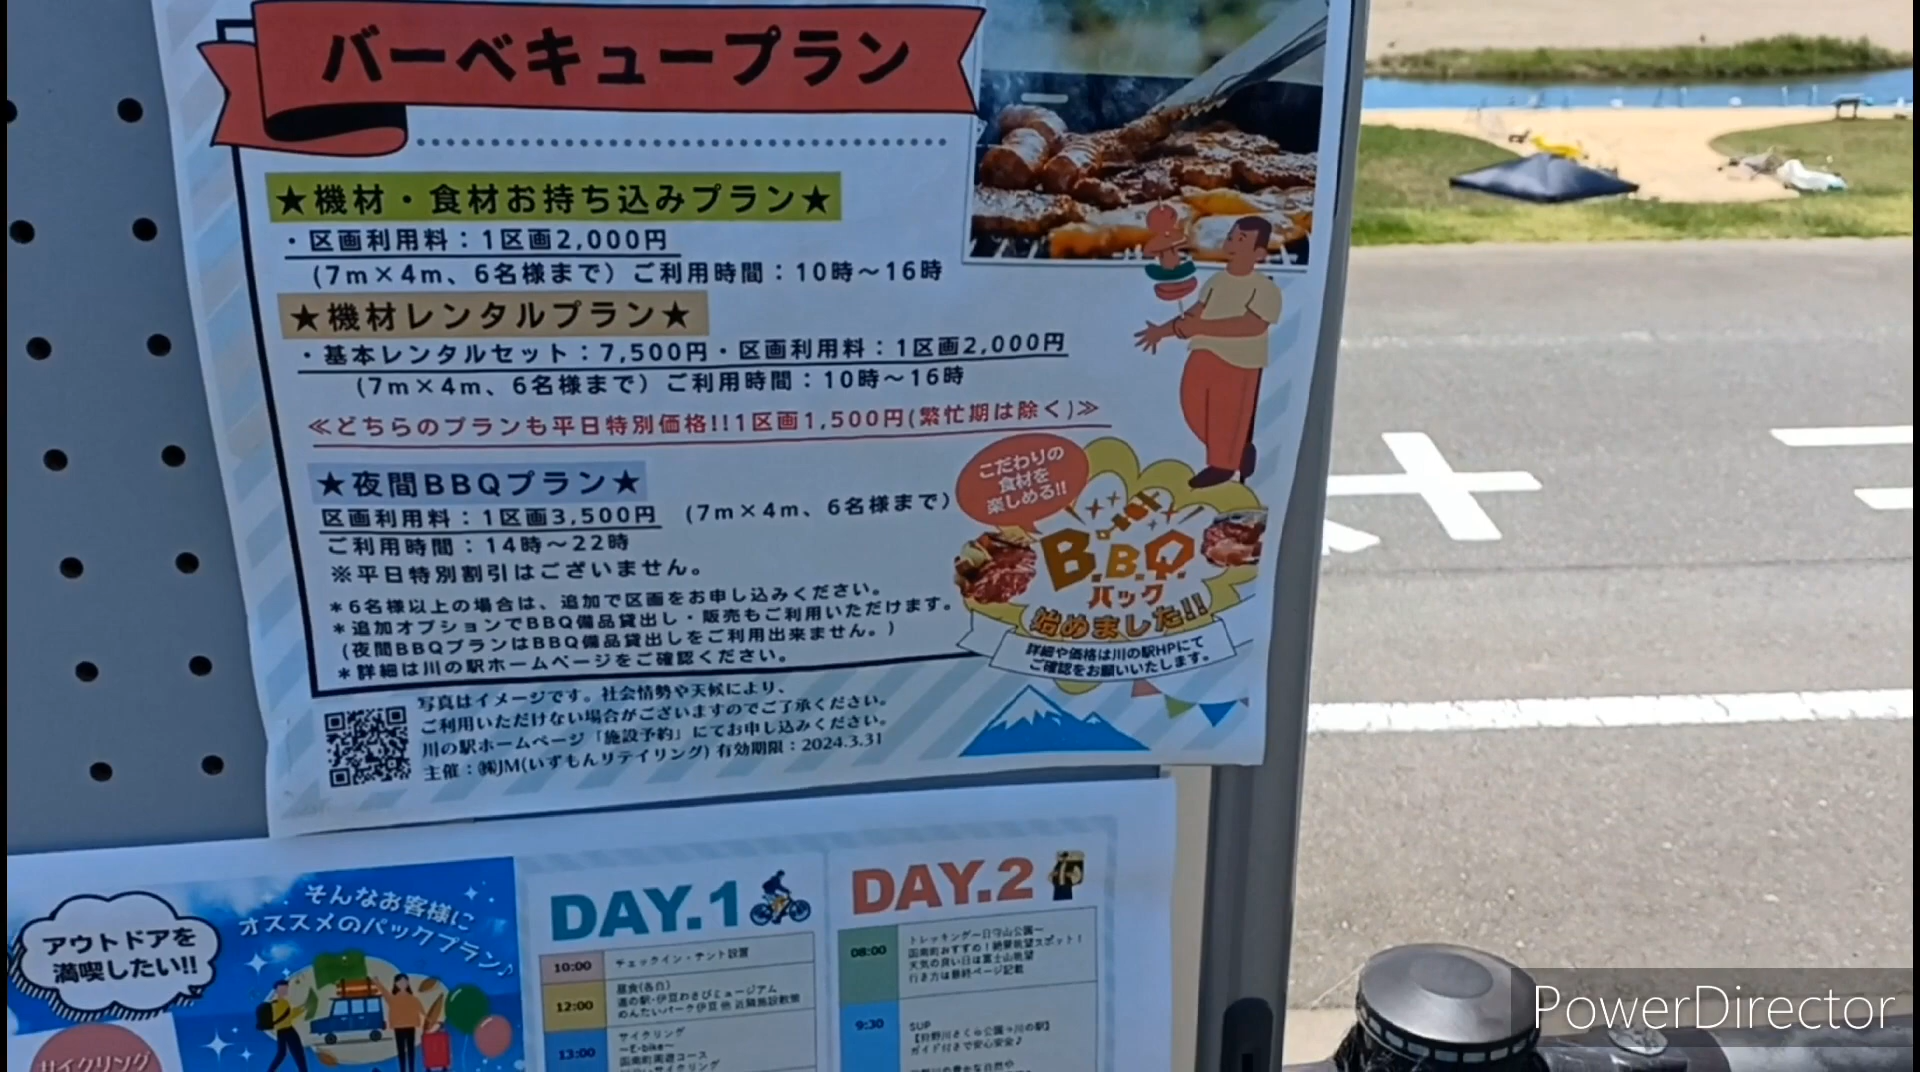 バーベキュープラン
★機材・食材お持ち込みプラン★
・区画利用料：1区画2,000円
(7m×4m、6名様まで）ご利用時間：10時～16時
★機材レンタルプラン★
・基本レンタルセット：7,500円・区画利用料：1区画2,000円
(7m×4m、6名様まで）ご利用時間：10時～16時
≪どちらのプランも平日特別価格!!1区画1,500円(繁忙期は除く)≫
★夜間BBQプラン★
区画利用料：1区画3,500円 (7m×4m、6名様まで)
ご利用時間：14時～22時
※平日特別割引はございません。
＊6名様以上の場合は、追加で区画をお申し込みください。
＊追加オプションでBBQ備品貸出し・販売もご利用いただけます。
(夜間BBQプランはBBQ備品貸出しをご利用出来ません。)
＊詳細は川の駅ホームページをご確認ください。
こだわりの
食材を
楽しめる!!
B.B.Q.
パック
始めました!!
詳細や価格は川の駅HPにて
ご確認をお願いいたします。
写真はイメージです。社会情勢や天候により、
ご利用いただけない場合がございますのでご了承ください。
川の駅ホームページ「施設予約」にてお申し込みください。
主催：㈱JM(いずもんリテイリング) 有効期限：2024.3.31
アウトドアを
満喫したい!!
そんなお客様に
オススメのパックプラン♪
サイクリング
DAY.1
10:00 チェックイン・テント設置
12:00 昼食(各自)
道の駅・伊豆わさびミュージアム
めんたいパーク伊豆 他 近隣施設散策
13:00 サイクリング
～E-bike～
函南町周遊コース
サイクリング
DAY.2
08:00 トレッキング～日守山公園～
函南町おすすめ！絶景眺望スポット！
天気の良い日は富士山眺望
行き方は最終ページ記載
9:30 SUP
【狩野川さくら公園→川の駅】
ガイド付きで安心安全♪
PowerDirector